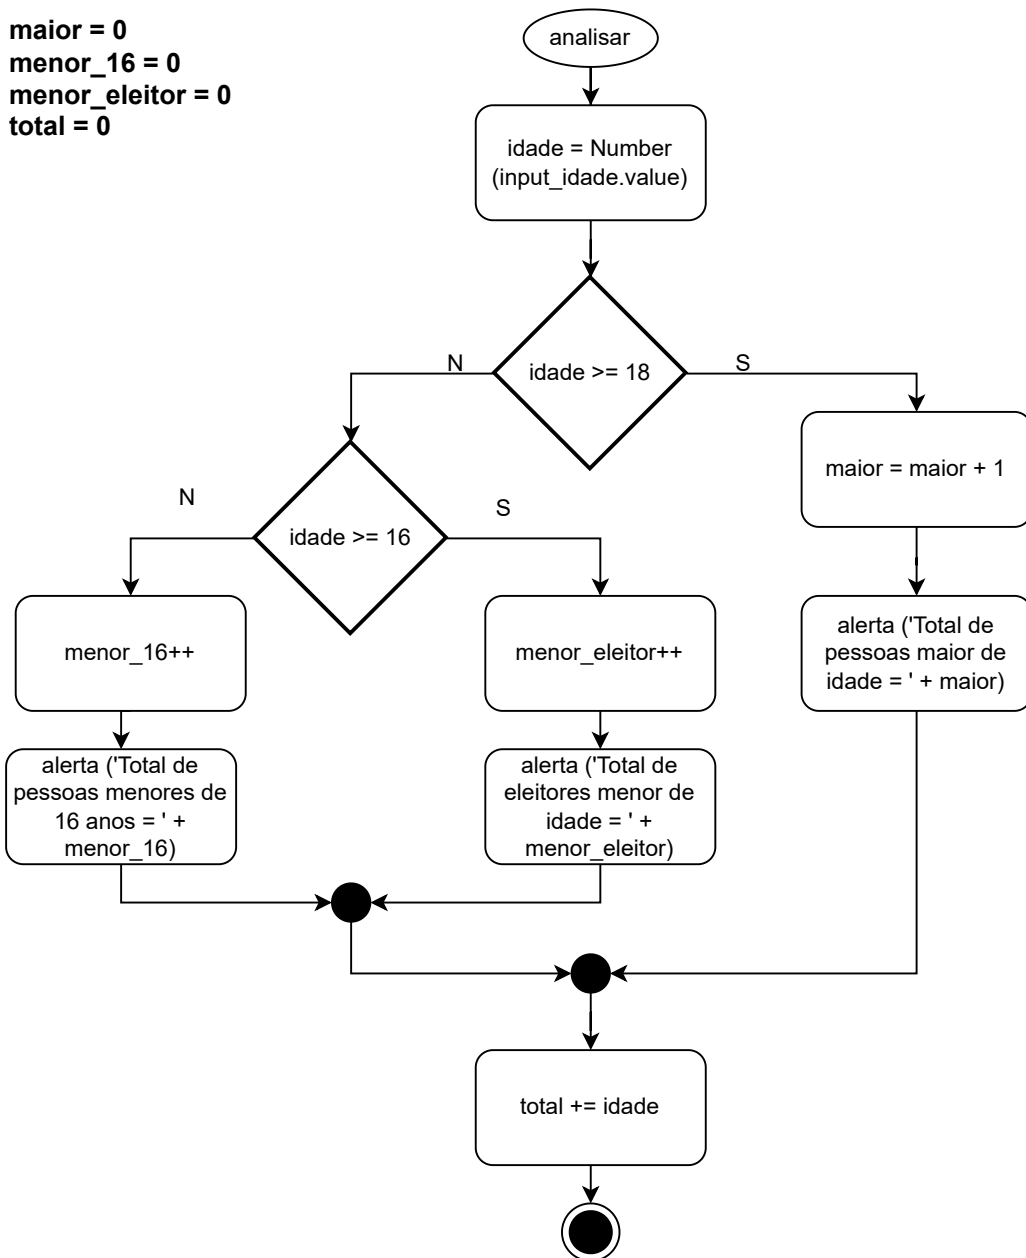 maior = 0
menor_16 = 0
menor_eleitor = 0
total = 0
analisar
idade = Number
(input_idade.value)
idade >= 18
N
S
maior = maior + 1
idade >= 16
N
S
menor_16++
menor_eleitor++
alerta ('Total de
pessoas maior de
idade = ' + maior)
alerta ('Total de
pessoas menores de
16 anos = ' +
menor_16)
alerta ('Total de
eleitores menor de
idade = ' +
menor_eleitor)
total += idade